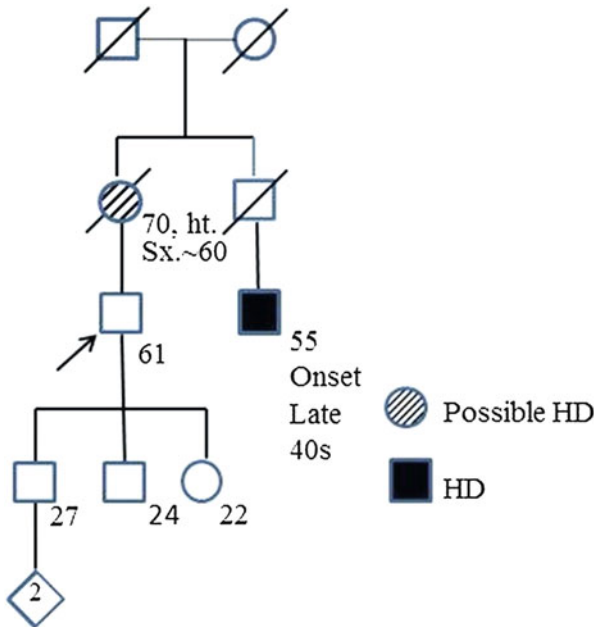 70, ht.
Sx.~60
61
55
Onset
Late
40s
Possible HD
HD
27
24
22
2